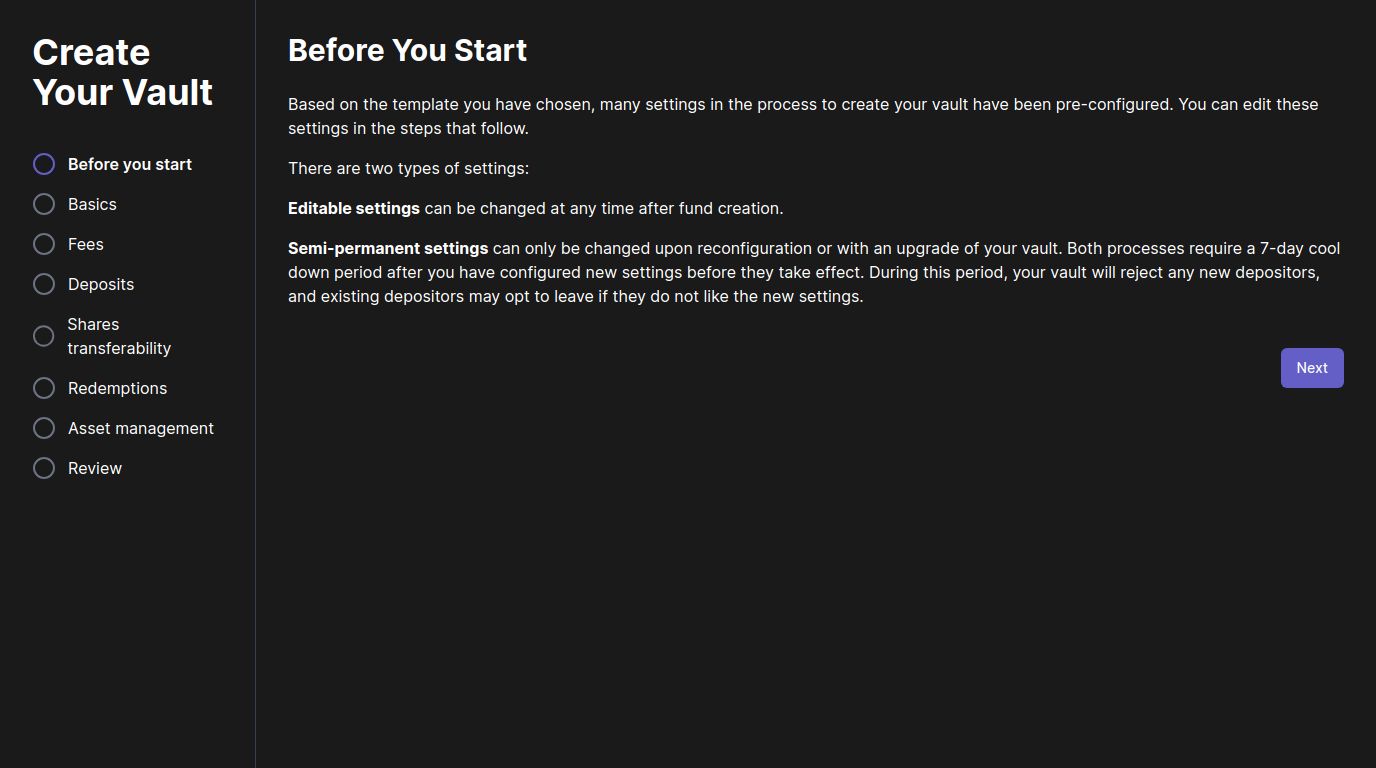 Create
Your Vault
Before you start
Basics
Fees
Deposits
Shares
transferability
Redemptions
Asset management
Review
Before You Start
Based on the template you have chosen, many settings in the process to create your vault have been pre-configured. You can edit these
settings in the steps that follow.
There are two types of settings:
Editable settings can be changed at any time after fund creation.
Semi-permanent settings can only be changed upon reconfiguration or with an upgrade of your vault. Both processes require a 7-day cool
down period after you have configured new settings before they take effect. During this period, your vault will reject any new depositors,
and existing depositors may opt to leave if they do not like the new settings.
Next